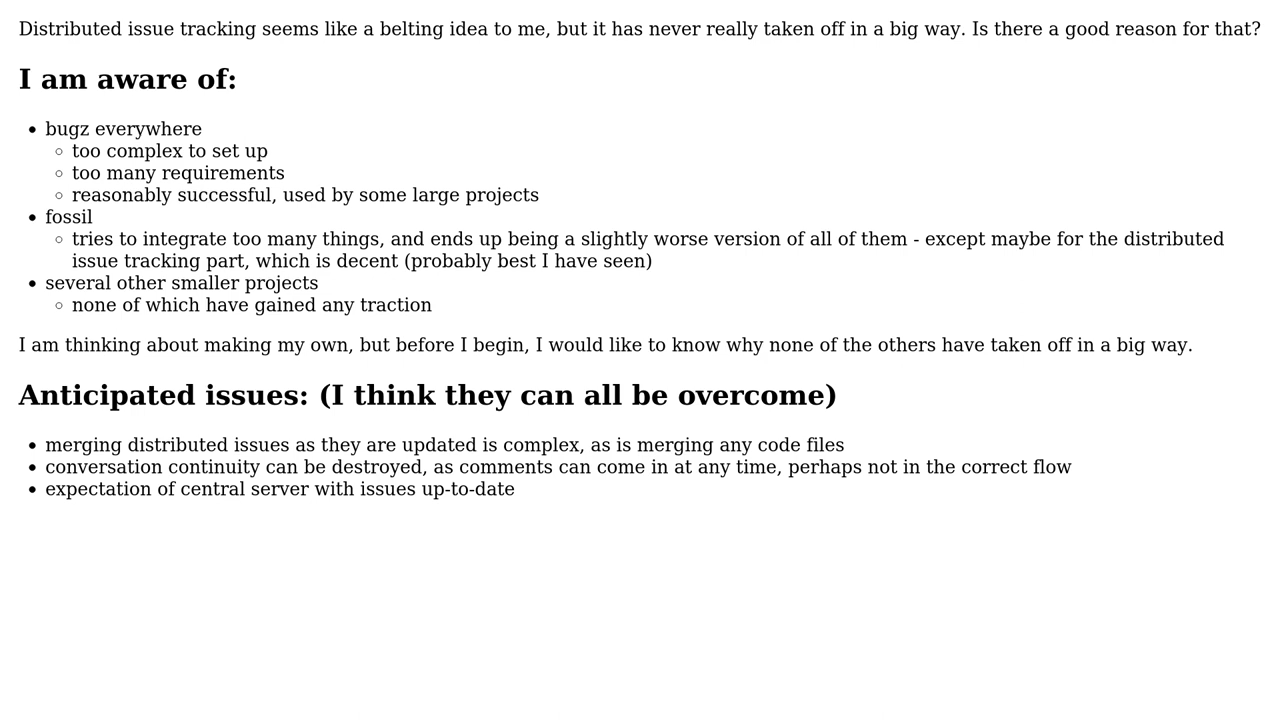 Distributed issue tracking seems like a belting idea to me, but it has never really taken off in a big way. Is there a good reason for that?
I am aware of:
• bugz everywhere
◦ too complex to set up
◦ too many requirements
◦ reasonably successful, used by some large projects
• fossil
◦ tries to integrate too many things, and ends up being a slightly worse version of all of them - except maybe for the distributed
issue tracking part, which is decent (probably best I have seen)
• several other smaller projects
◦ none of which have gained any traction
I am thinking about making my own, but before I begin, I would like to know why none of the others have taken off in a big way.
Anticipated issues: (I think they can all be overcome)
• merging distributed issues as they are updated is complex, as is merging any code files
• conversation continuity can be destroyed, as comments can come in at any time, perhaps not in the correct flow
• expectation of central server with issues up-to-date